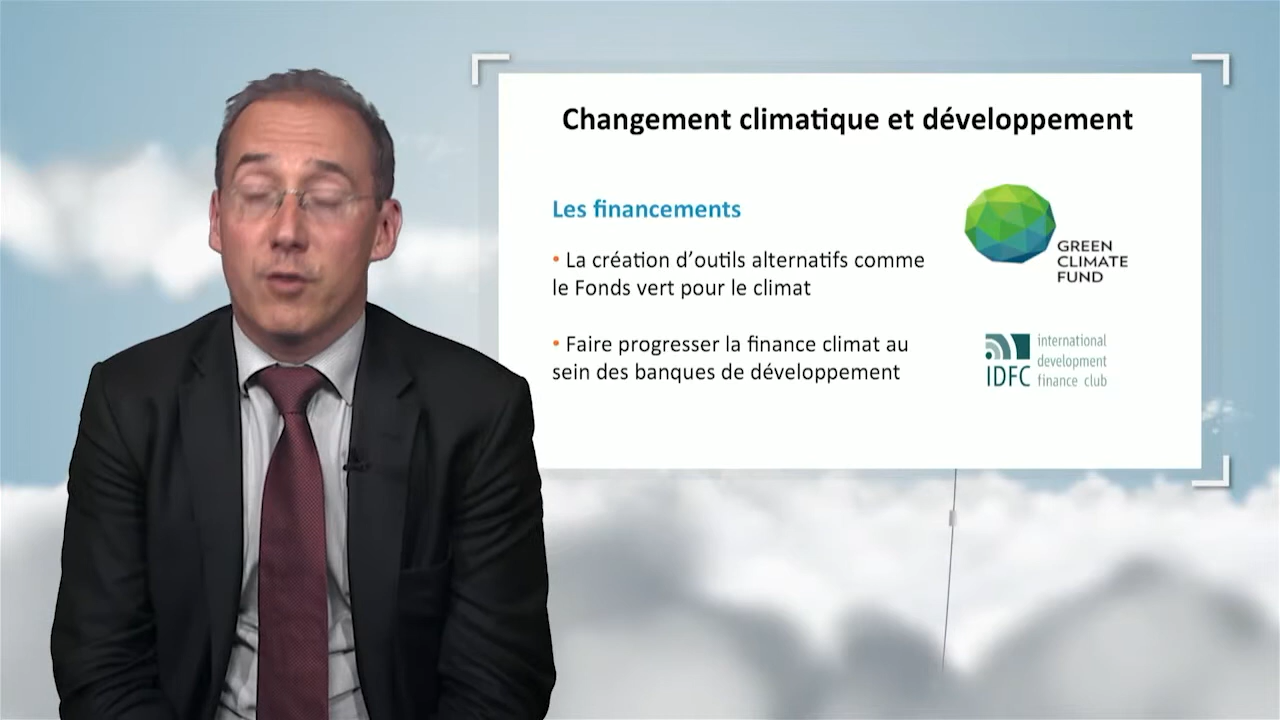 Changement climatique et développement
Les financements
• La création d’outils alternatifs comme
le Fonds vert pour le climat
• Faire progresser la finance climat au
sein des banques de développement
GREEN
CLIMATE
FUND
IDFC
international
development
finance club